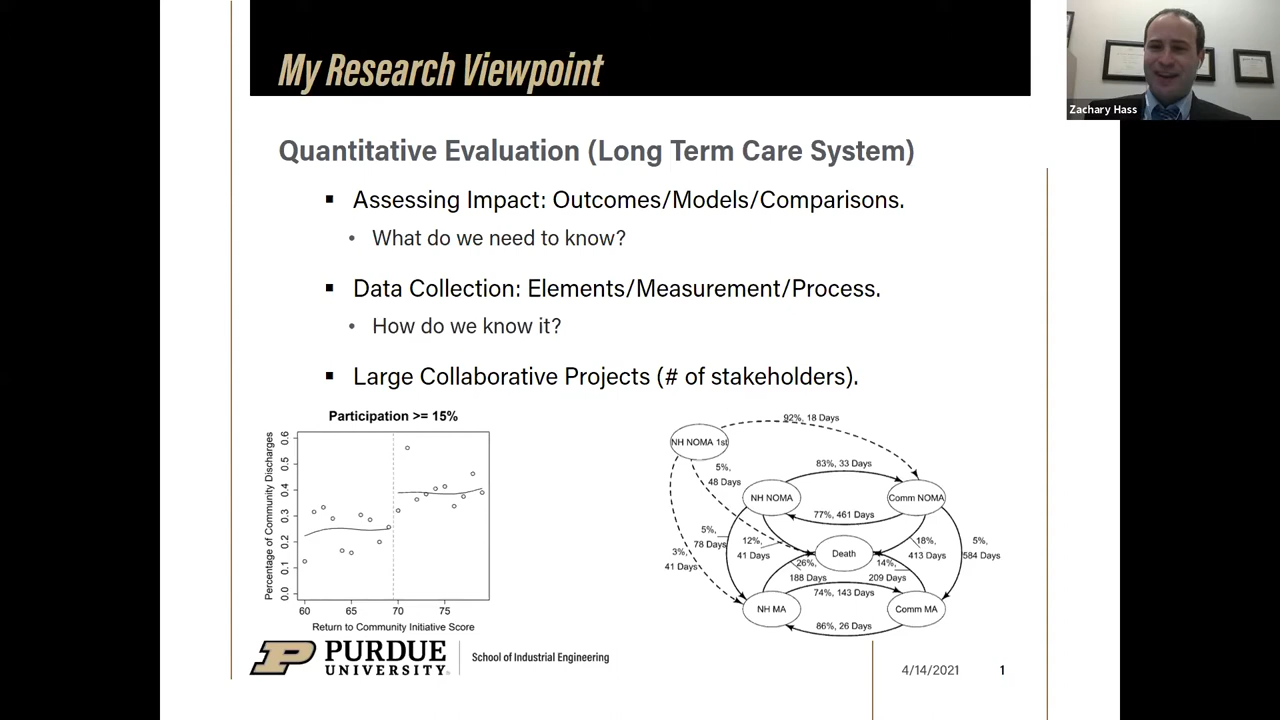 My Research Viewpoint
Zachary Hass
Quantitative Evaluation (Long Term Care System)
▪ Assessing Impact: Outcomes/Models/Comparisons.
• What do we need to know?
▪ Data Collection: Elements/Measurement/Process.
• How do we know it?
▪ Large Collaborative Projects (# of stakeholders).
Participation >= 15%
Percentage of Community Discharges
0.6
0.5
0.4
0.3
0.2
0.1
0.0
60 65 70 75
Return to Community Initiative Score
92%, 18 Days
NH NOMA 1st
5%,
48 Days
83%, 33 Days
NH NOMA
Comm NOMA
77%, 461 Days
5%,
78 Days
12%,
41 Days
Death
18%,
413 Days
5%,
584 Days
3%,
41 Days
26%,
188 Days
14%,
209 Days
74%, 143 Days
NH MA
Comm MA
86%, 26 Days
PURDUE
UNIVERSITY
School of Industrial Engineering
4/14/2021
1